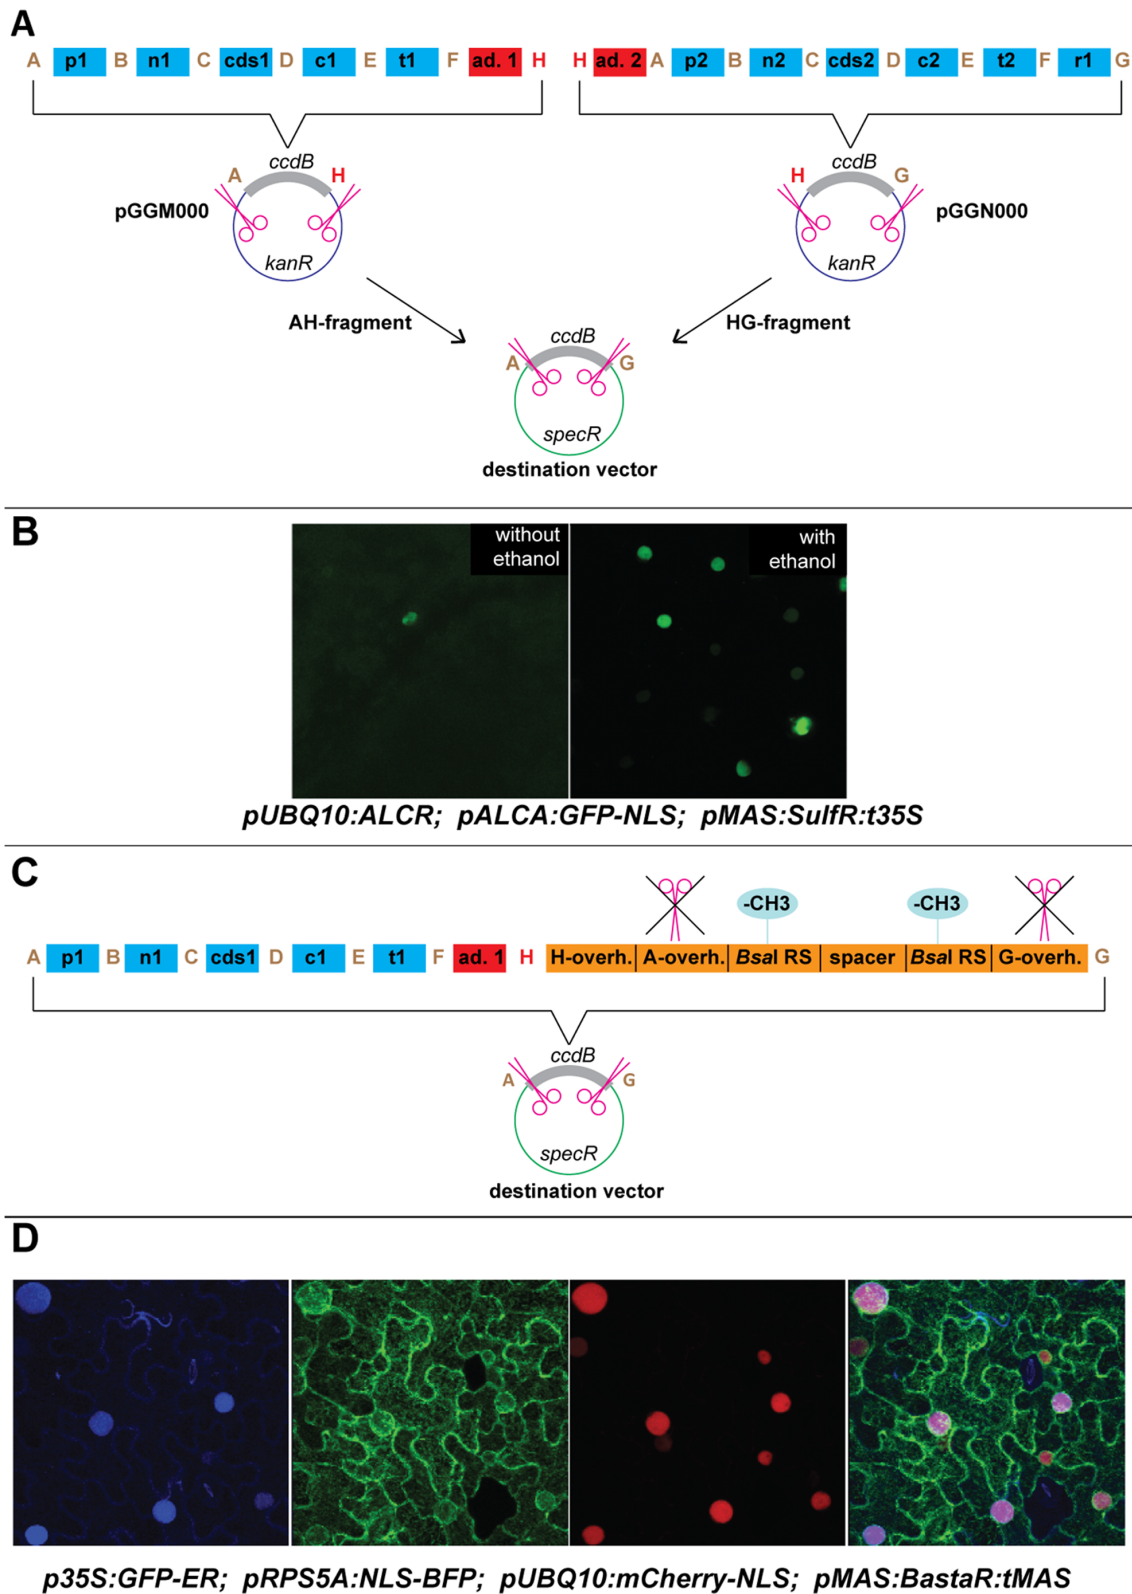 A
A p1 B n1 C cds1 D c1 E t1 F ad. 1 H
H ad. 2 A p2 B n2 C cds2 D c2 E t2 F r1 G
ccdB
A H
pGGM000
kanR
ccdB
H G
pGGN000
kanR
AH-fragment
HG-fragment
ccdB
A G
specR
destination vector
B
without
ethanol
with
ethanol
pUBQ10:ALCR; pALCA:GFP-NLS; pMAS:SulfR:t35S
C
-CH3 -CH3
A p1 B n1 C cds1 D c1 E t1 F ad. 1 H H-overh. A-overh. BsaI RS spacer BsaI RS G-overh. G
ccdB
A G
specR
destination vector
D
p35S:GFP-ER; pRPS5A:NLS-BFP; pUBQ10:mCherry-NLS; pMAS:BastaR:tMAS